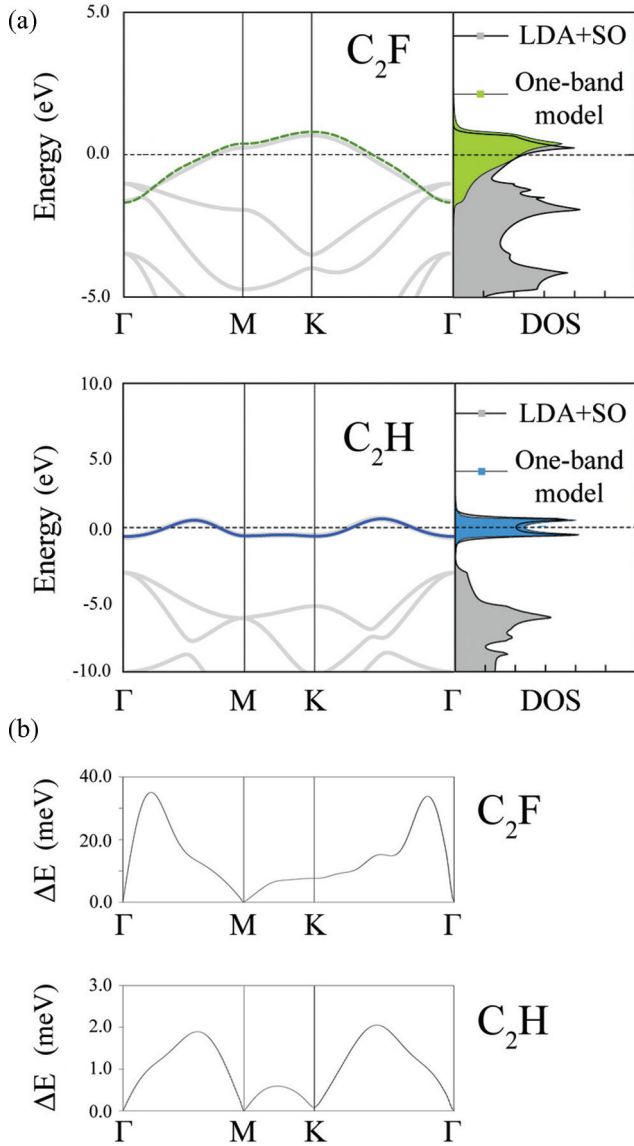 (a)
5.0
0.0
-5.0
Energy (eV)
C₂F
LDA+SO
One-band
model
Γ M K Γ DOS
10.0
5.0
0.0
-5.0
-10.0
Energy (eV)
C₂H
LDA+SO
One-band
model
Γ M K Γ DOS
(b)
40.0
20.0
0.0
ΔE (meV)
C₂F
Γ M K Γ
3.0
2.0
1.0
0.0
ΔE (meV)
C₂H
Γ M K Γ